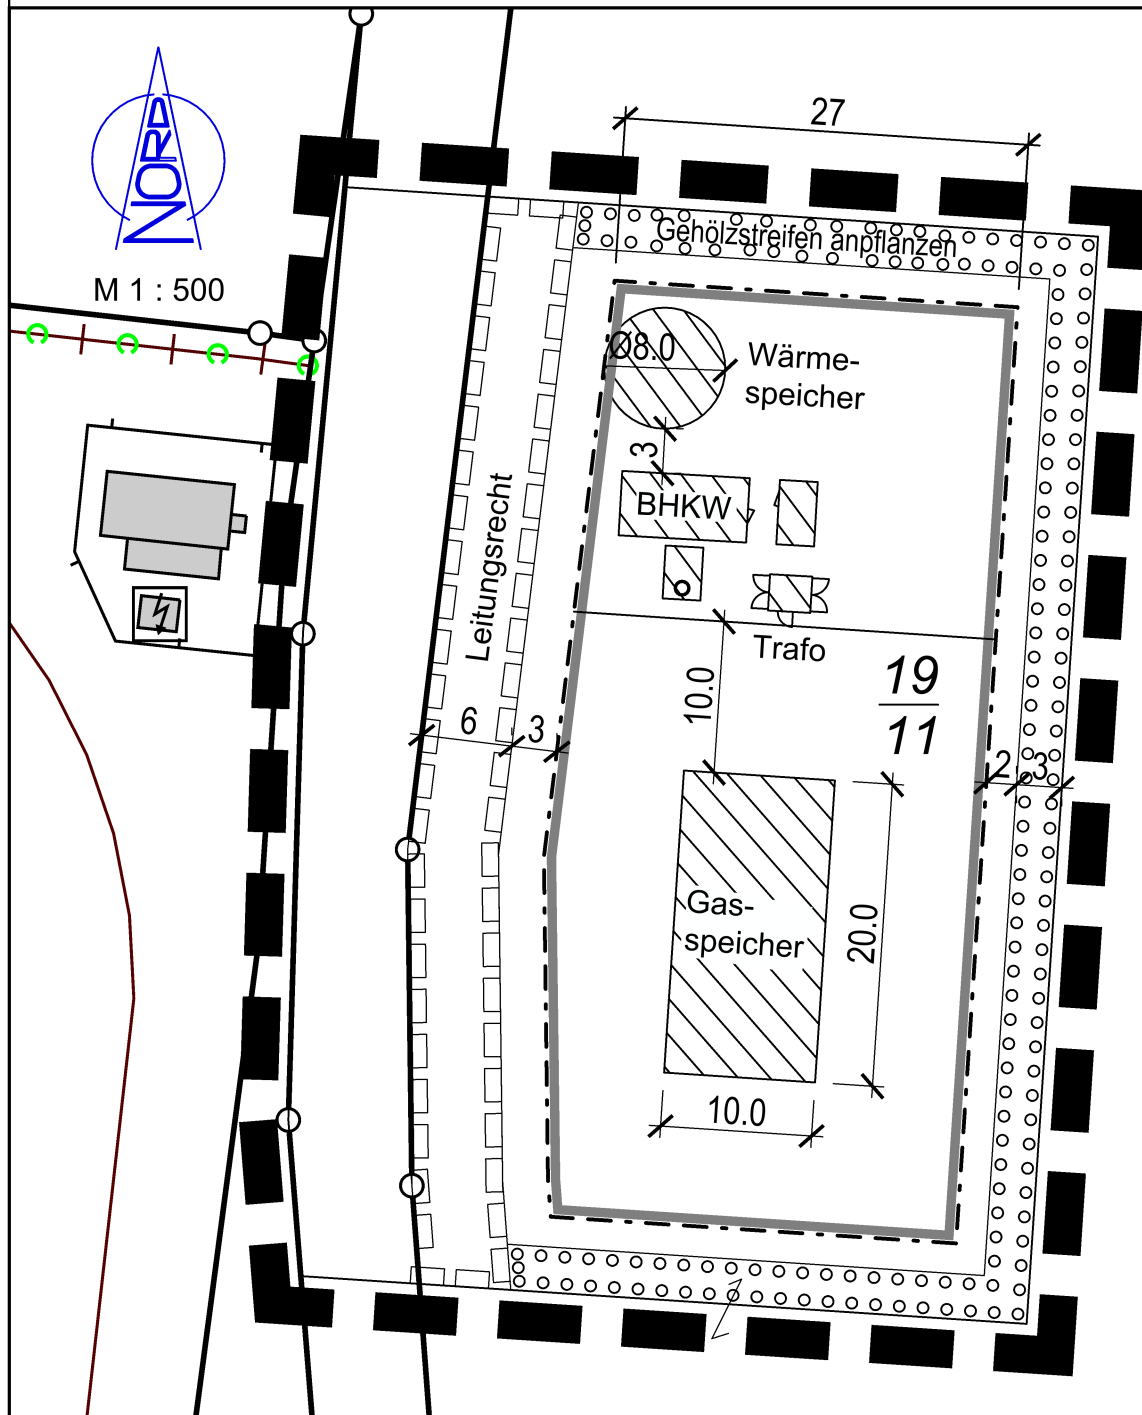 27
NORD
Gehölzstreifen anpflanzen
M 1 : 500
Ø8.0
Wärme-
speicher
3
BHKW
Leitungsrecht
Trafo
19
11
10.0
6
3
2
3
Gas-
speicher
20.0
10.0